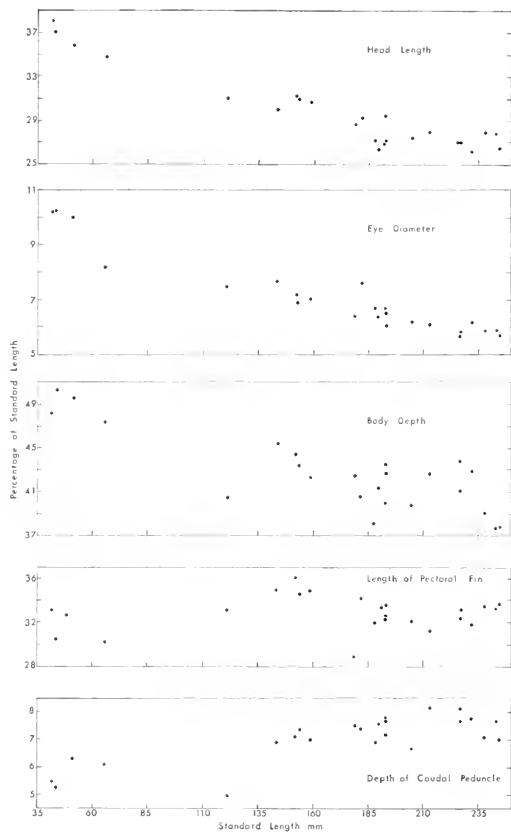 37
33
29
25
Head Length
11
9
7
5
Eye Diameter
Percentage of Standard Length
49
45
41
37
Body Depth
36
32
28
Length of Pectoral Fin
8
7
6
5
Depth of Caudal Peduncle
35 60 85 110 135 160 185 210 235
Standard Length mm